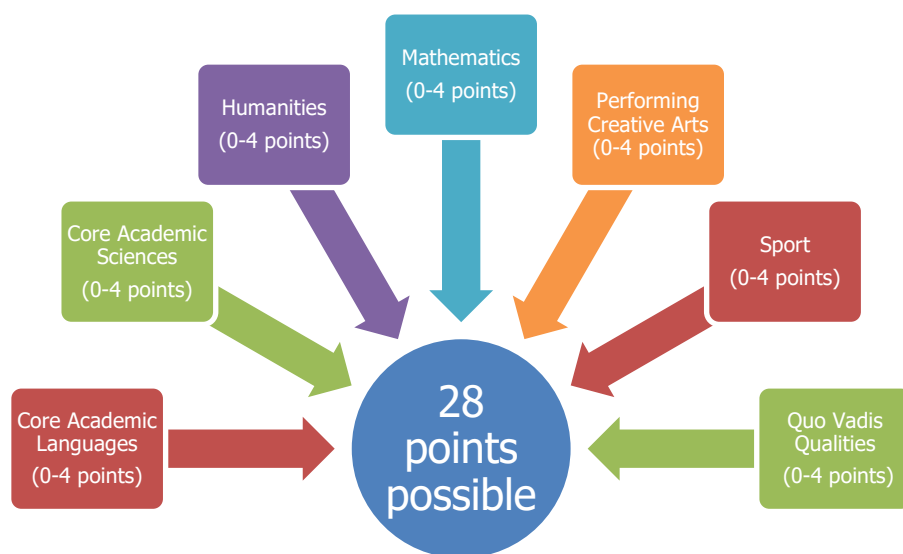 Mathematics
(0-4 points)
Humanities
(0-4 points)
Performing
Creative Arts
(0-4 points)
Core Academic
Sciences
(0-4 points)
Sport
(0-4 points)
Core Academic
Languages
(0-4 points)
28
points
possible
Quo Vadis
Qualities
(0-4 points)